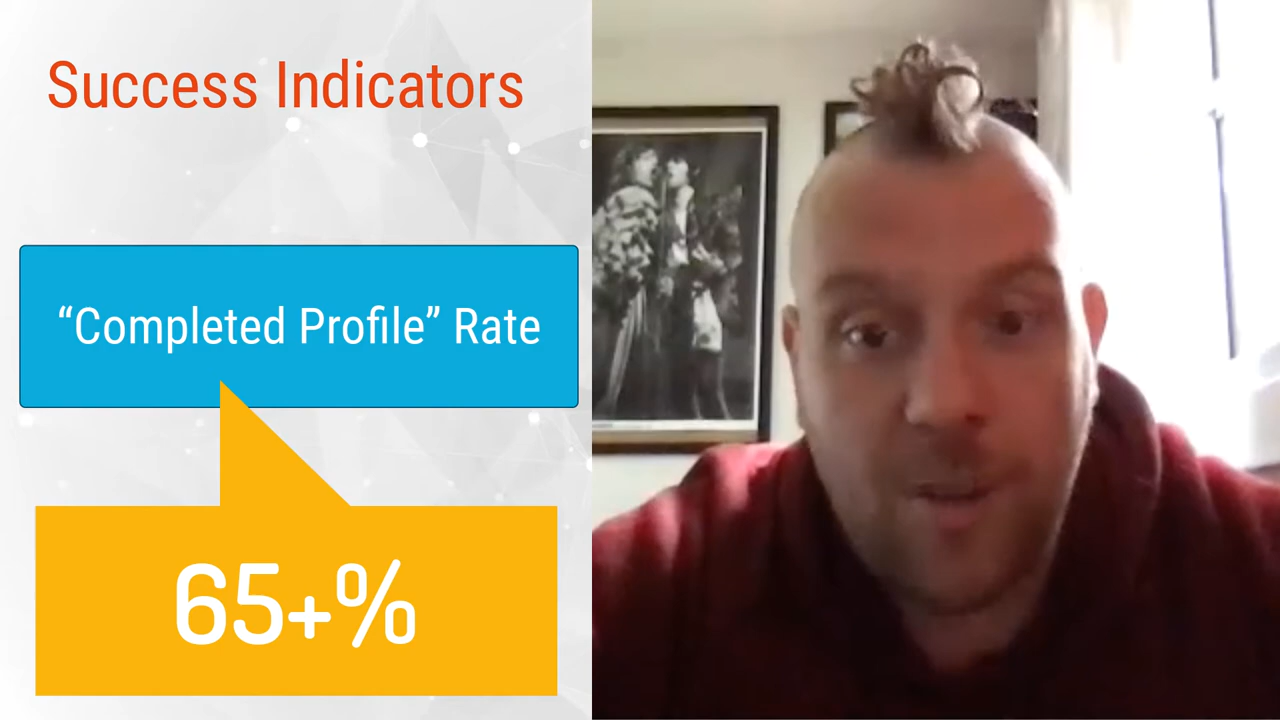 Success Indicators
“Completed Profile” Rate
65+%